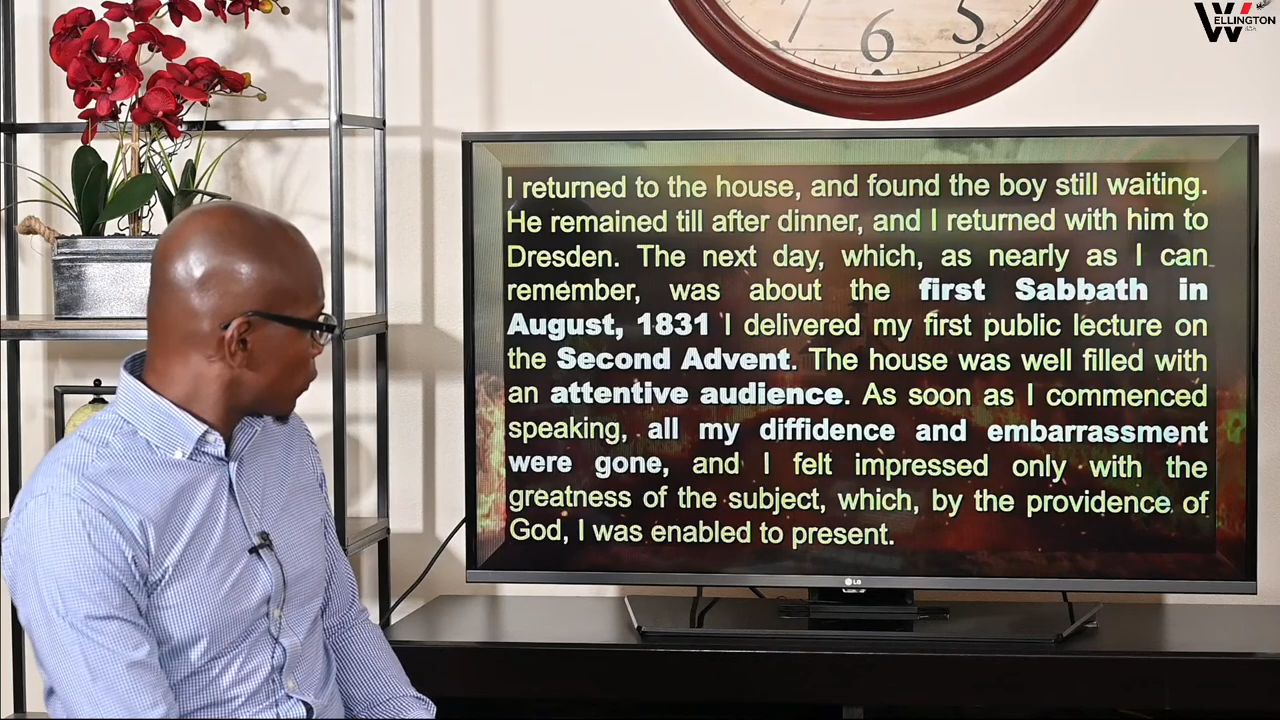 WELLINGTON
6
5
I returned to the house, and found the boy still waiting.
He remained till after dinner, and I returned with him to
Dresden. The next day, which, as nearly as I can
remember, was about the first Sabbath in
August, 1831 I delivered my first public lecture on
the Second Advent. The house was well filled with
an attentive audience. As soon as I commenced
speaking, all my diffidence and embarrassment
were gone, and I felt impressed only with the
greatness of the subject, which, by the providence of
God, I was enabled to present.
LG